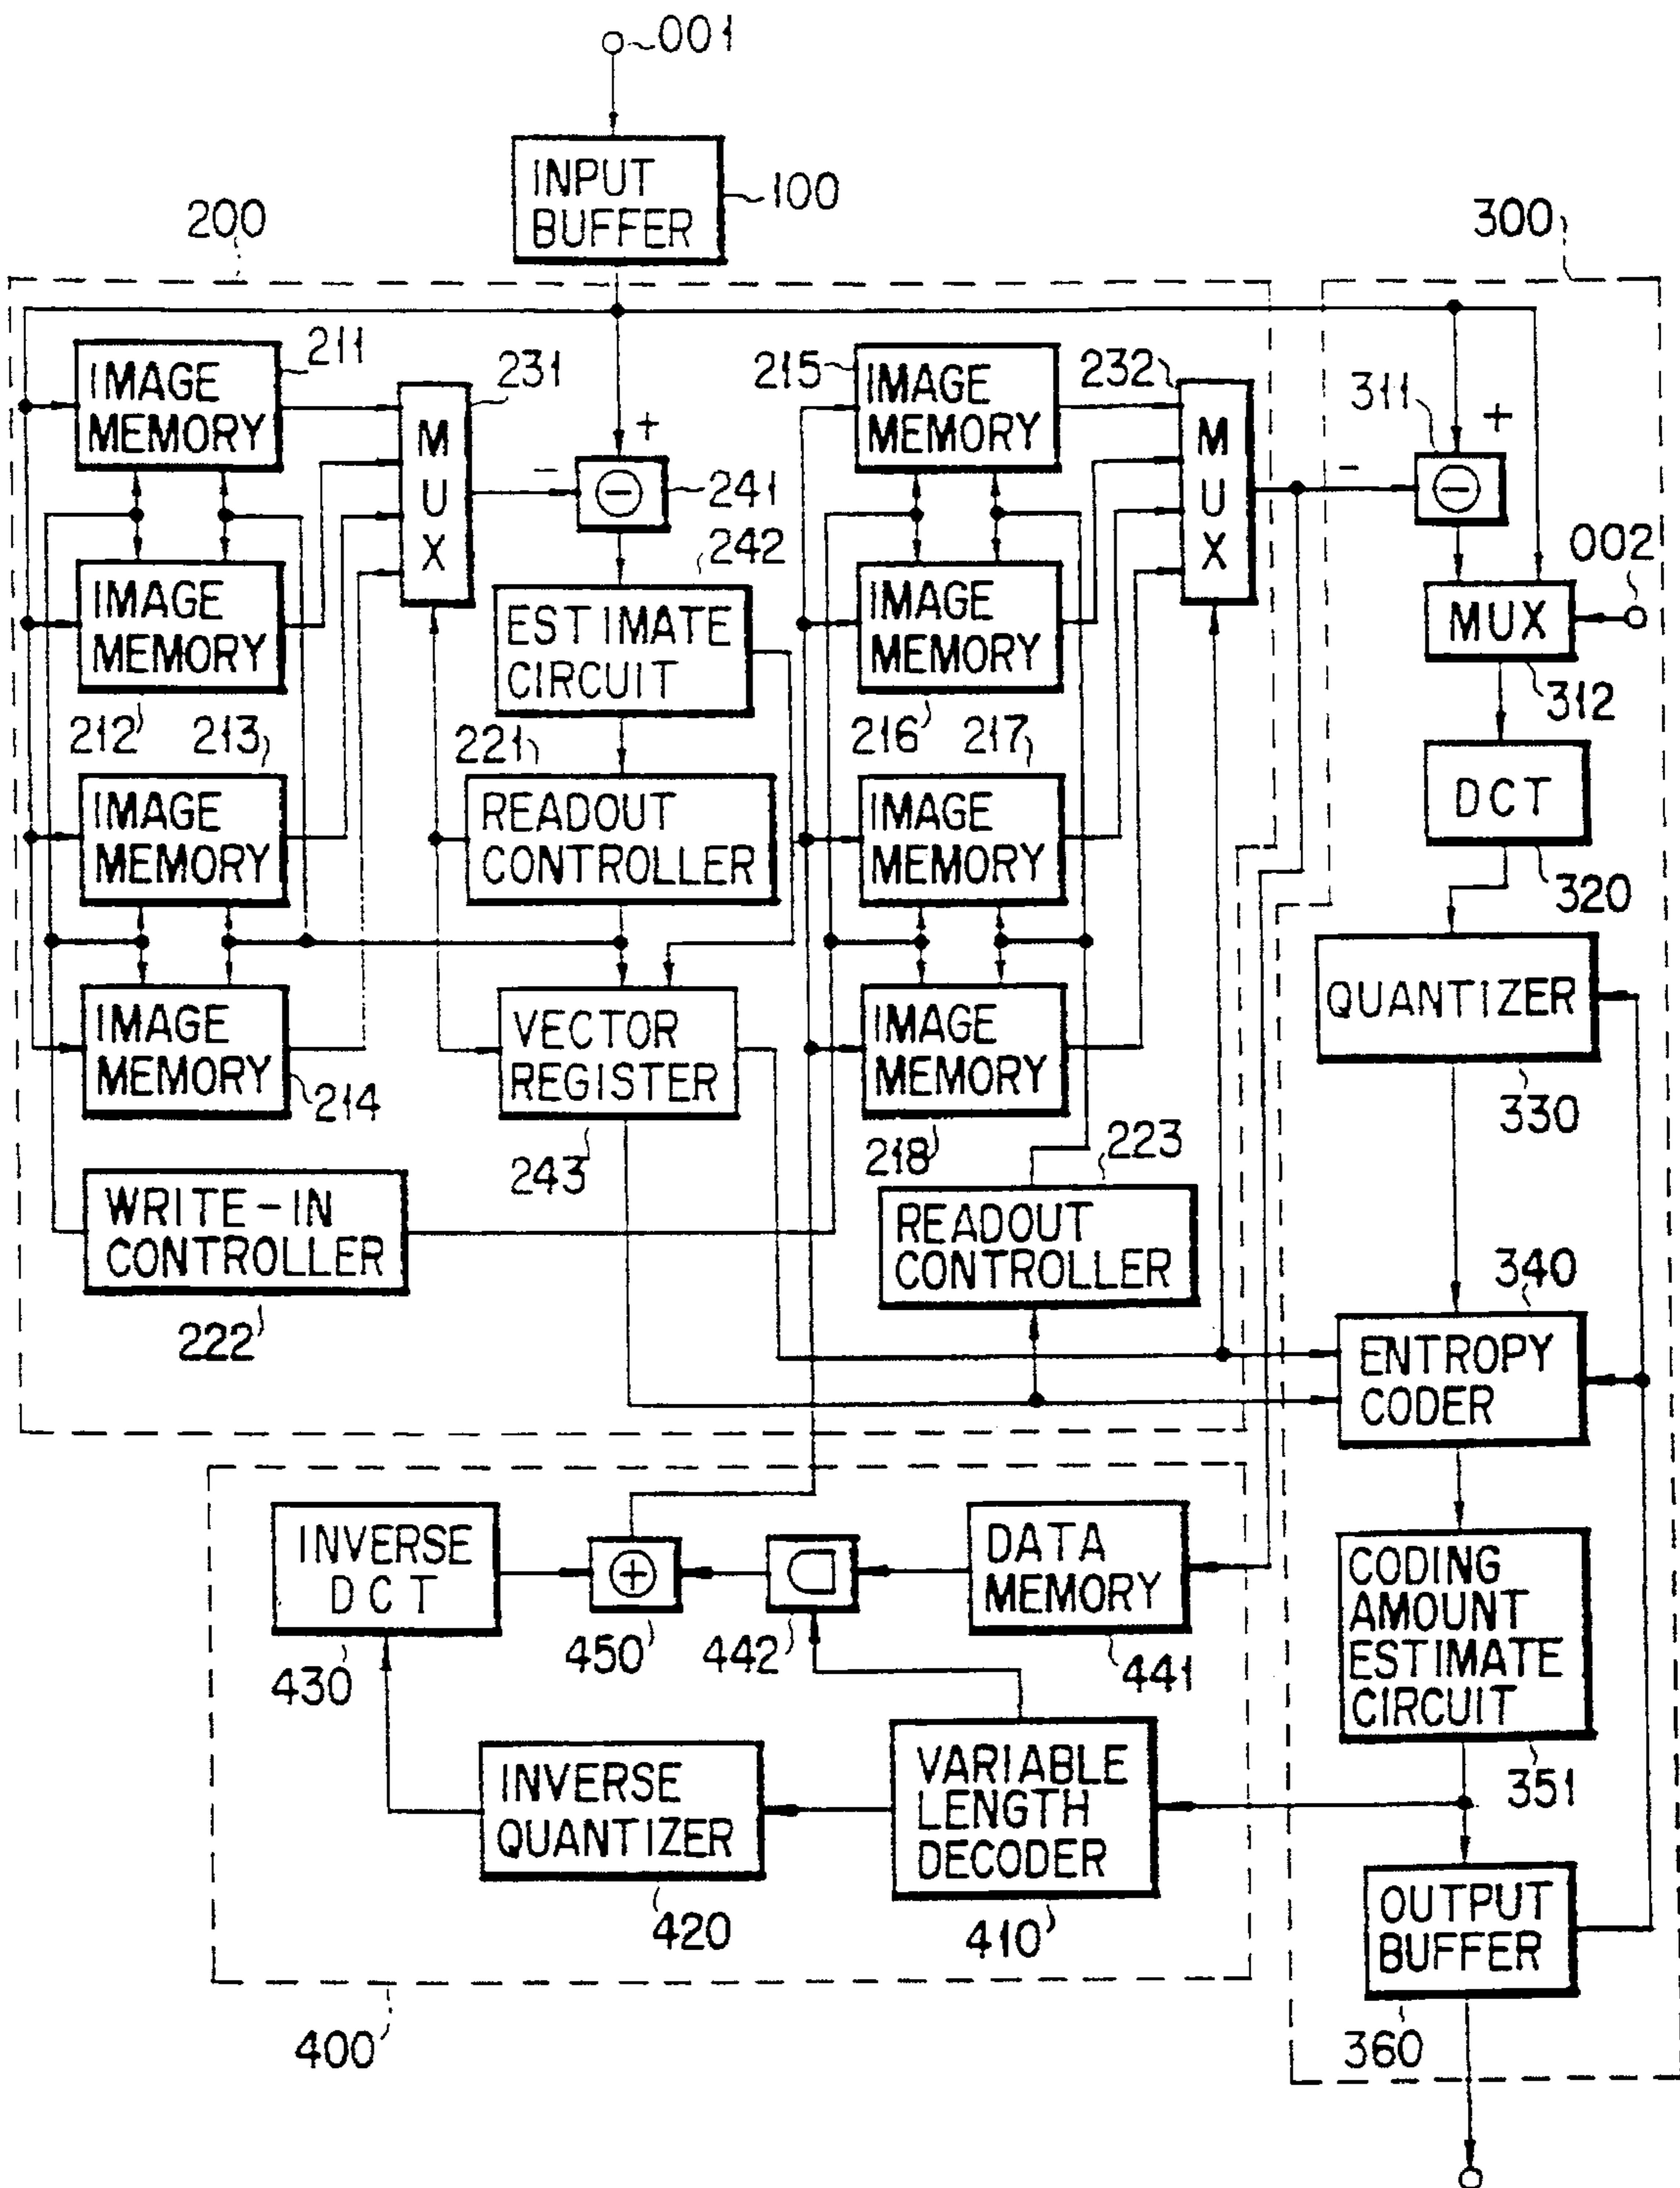 001
INPUT
BUFFER
100
200
300
IMAGE
MEMORY
211
MUX
231
+
-
241
242
ESTIMATE
CIRCUIT
215
IMAGE
MEMORY
232
MUX
311
+
-
002
MUX
312
IMAGE
MEMORY
212
213
IMAGE
MEMORY
216
217
221
READOUT
CONTROLLER
IMAGE
MEMORY
IMAGE
MEMORY
DCT
320
IMAGE
MEMORY
214
VECTOR
REGISTER
243
IMAGE
MEMORY
218
QUANTIZER
330
223
READOUT
CONTROLLER
WRITE-IN
CONTROLLER
222
340
ENTROPY
CODER
INVERSE
DCT
430
+
450
442
DATA
MEMORY
441
CODING
AMOUNT
ESTIMATE
CIRCUIT
351
INVERSE
QUANTIZER
420
VARIABLE
LENGTH
DECODER
410
OUTPUT
BUFFER
360
400